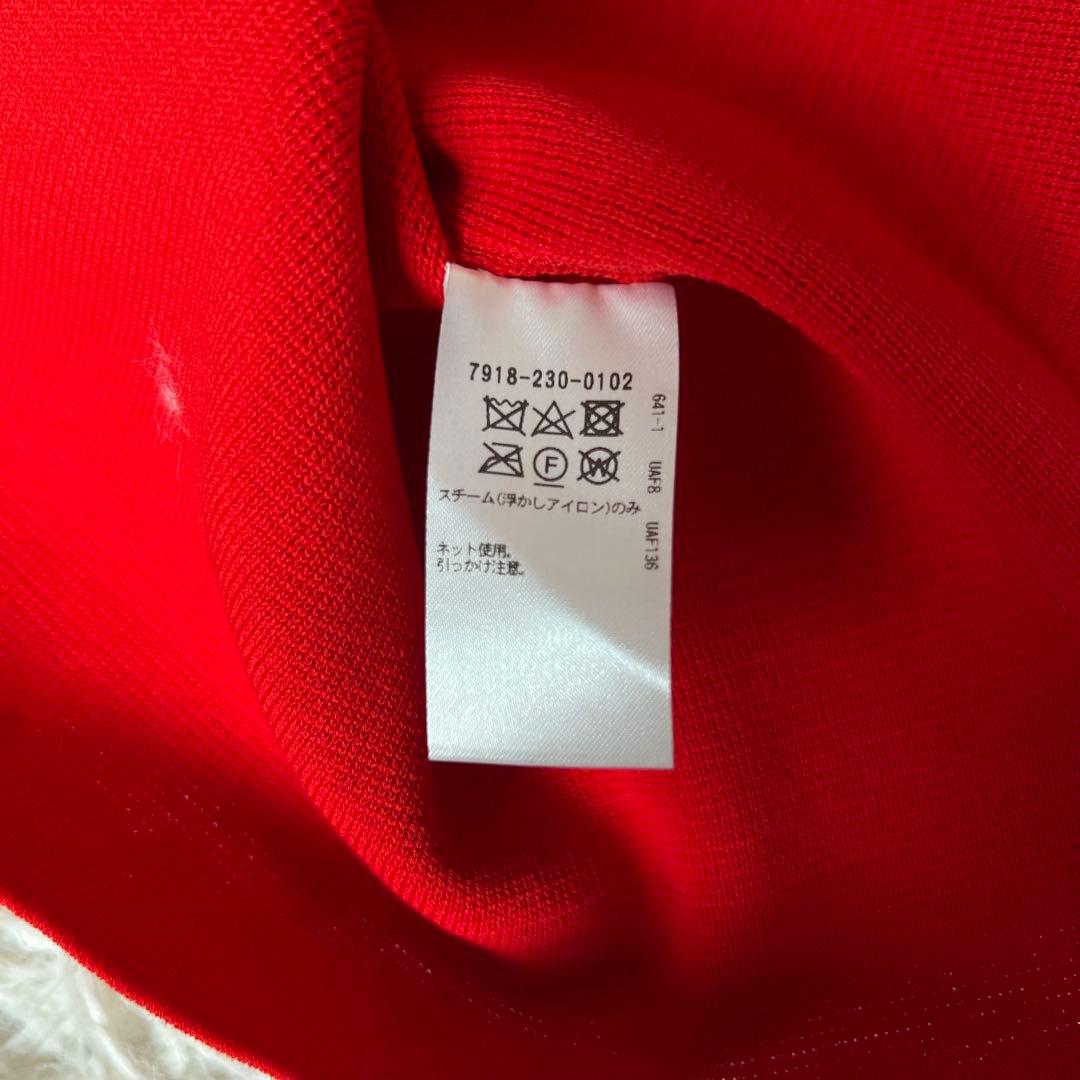 7918-230-0102
F
W
スチーム(浮かしアイロン)のみ
ネット使用。
引っかけ注意。
641-1 UAF8 UAF136